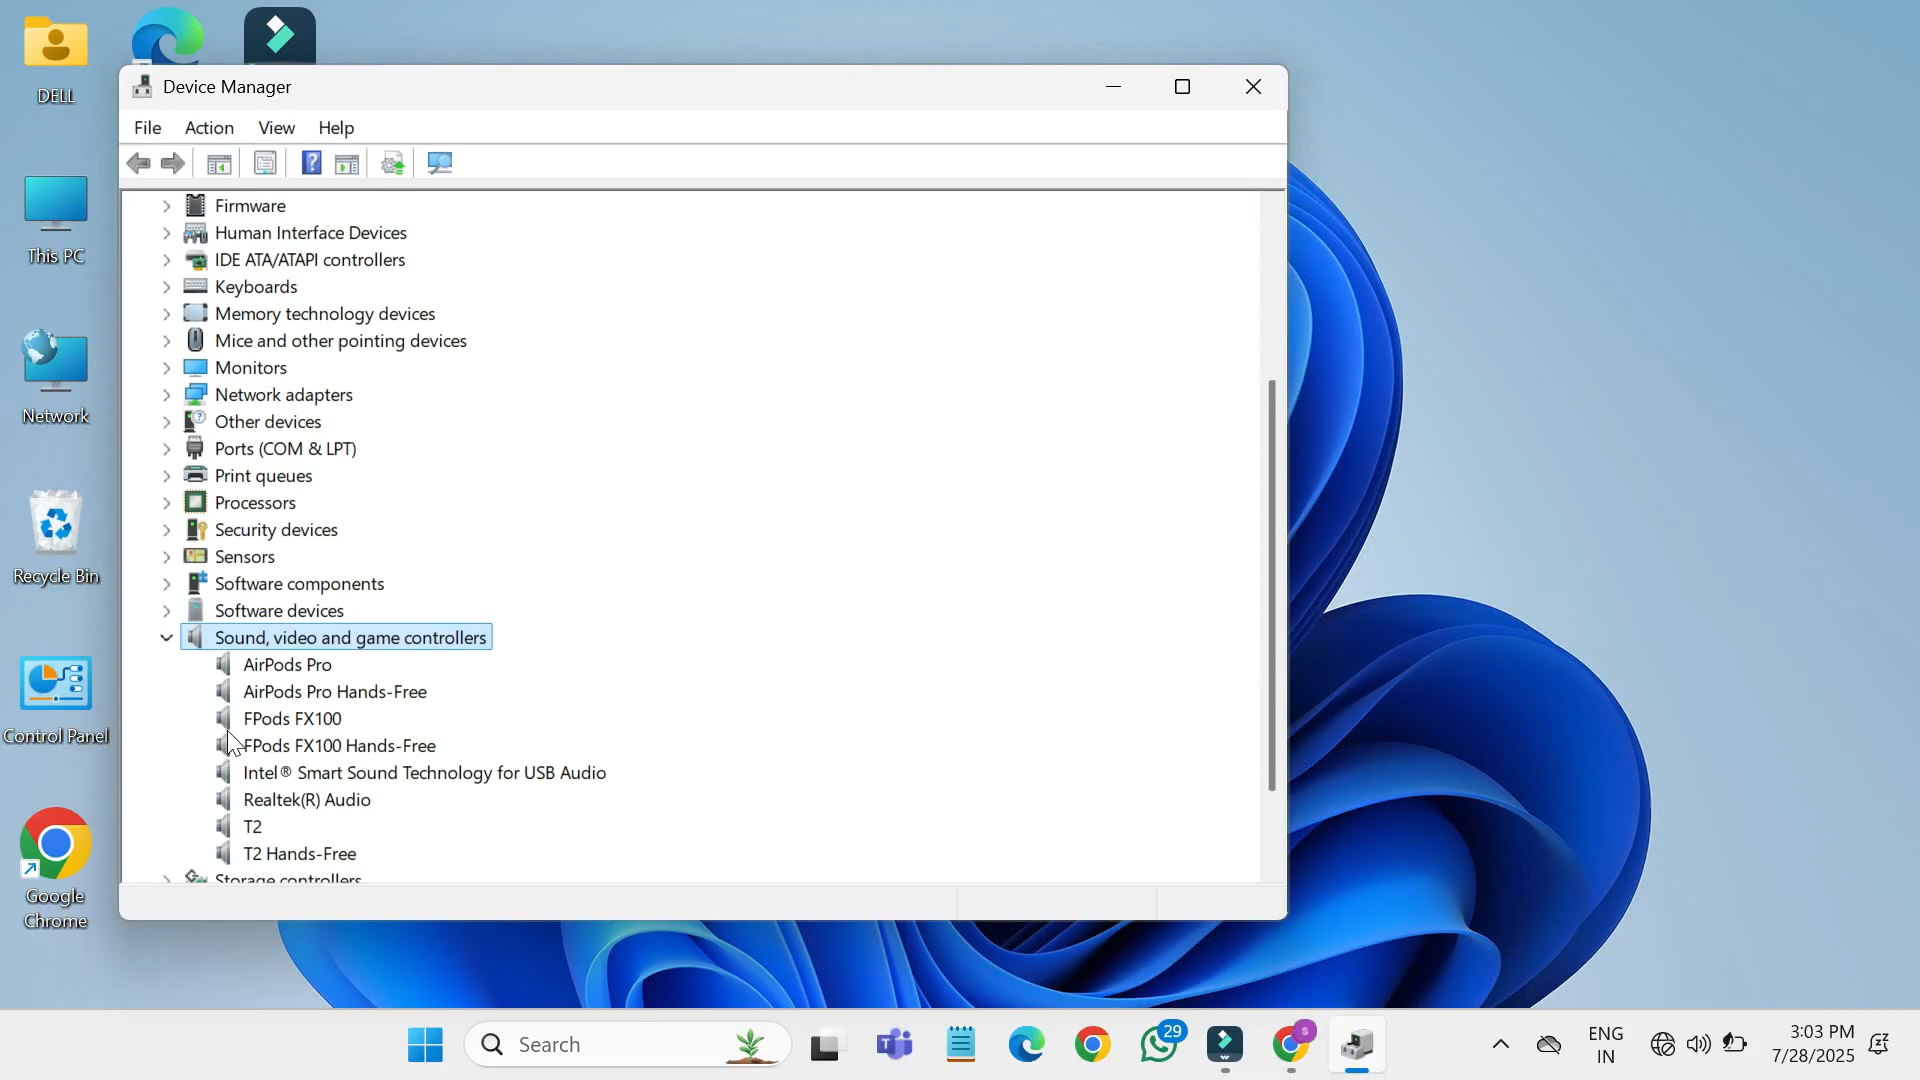 DELL
This PC
Network
Recycle Bin
Control Panel
Google
Chrome
Device Manager
File Action View Help
Firmware
Human Interface Devices
IDE ATA/ATAPI controllers
Keyboards
Memory technology devices
Mice and other pointing devices
Monitors
Network adapters
Other devices
Ports (COM & LPT)
Print queues
Processors
Security devices
Sensors
Software components
Software devices
Sound, video and game controllers
AirPods Pro
AirPods Pro Hands-Free
FPods FX100
FPods FX100 Hands-Free
Intel® Smart Sound Technology for USB Audio
Realtek(R) Audio
T2
T2 Hands-Free
Storage controllers
Search
29
$
ENG
IN
3:03 PM
7/28/2025